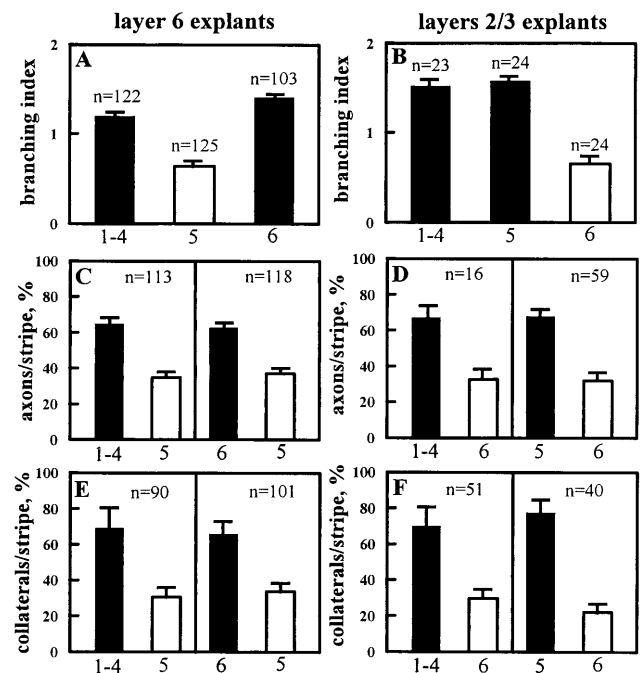 layer 6 explants
layers 2/3 explants
A
branching index
2
1
0
n=122
n=125
n=103
1-4
5
6
B
branching index
2
1
0
n=23
n=24
n=24
1-4
5
6
C
axons/stripe, %
100
80
60
40
20
0
n=113
n=118
1-4
5
6
5
D
axons/stripe, %
100
80
60
40
20
0
n=16
n=59
1-4
6
5
6
E
collaterals/stripe, %
100
80
60
40
20
0
n=90
n=101
1-4
5
6
5
F
collaterals/stripe, %
100
80
60
40
20
0
n=51
n=40
1-4
6
5
6